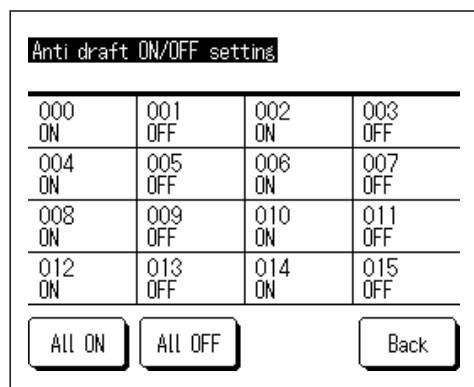 Anti draft ON/OFF setting
000 001 002 003
ON OFF ON OFF
004 005 006 007
ON OFF ON OFF
008 009 010 011
ON OFF ON OFF
012 013 014 015
ON OFF ON OFF
All ON All OFF Back